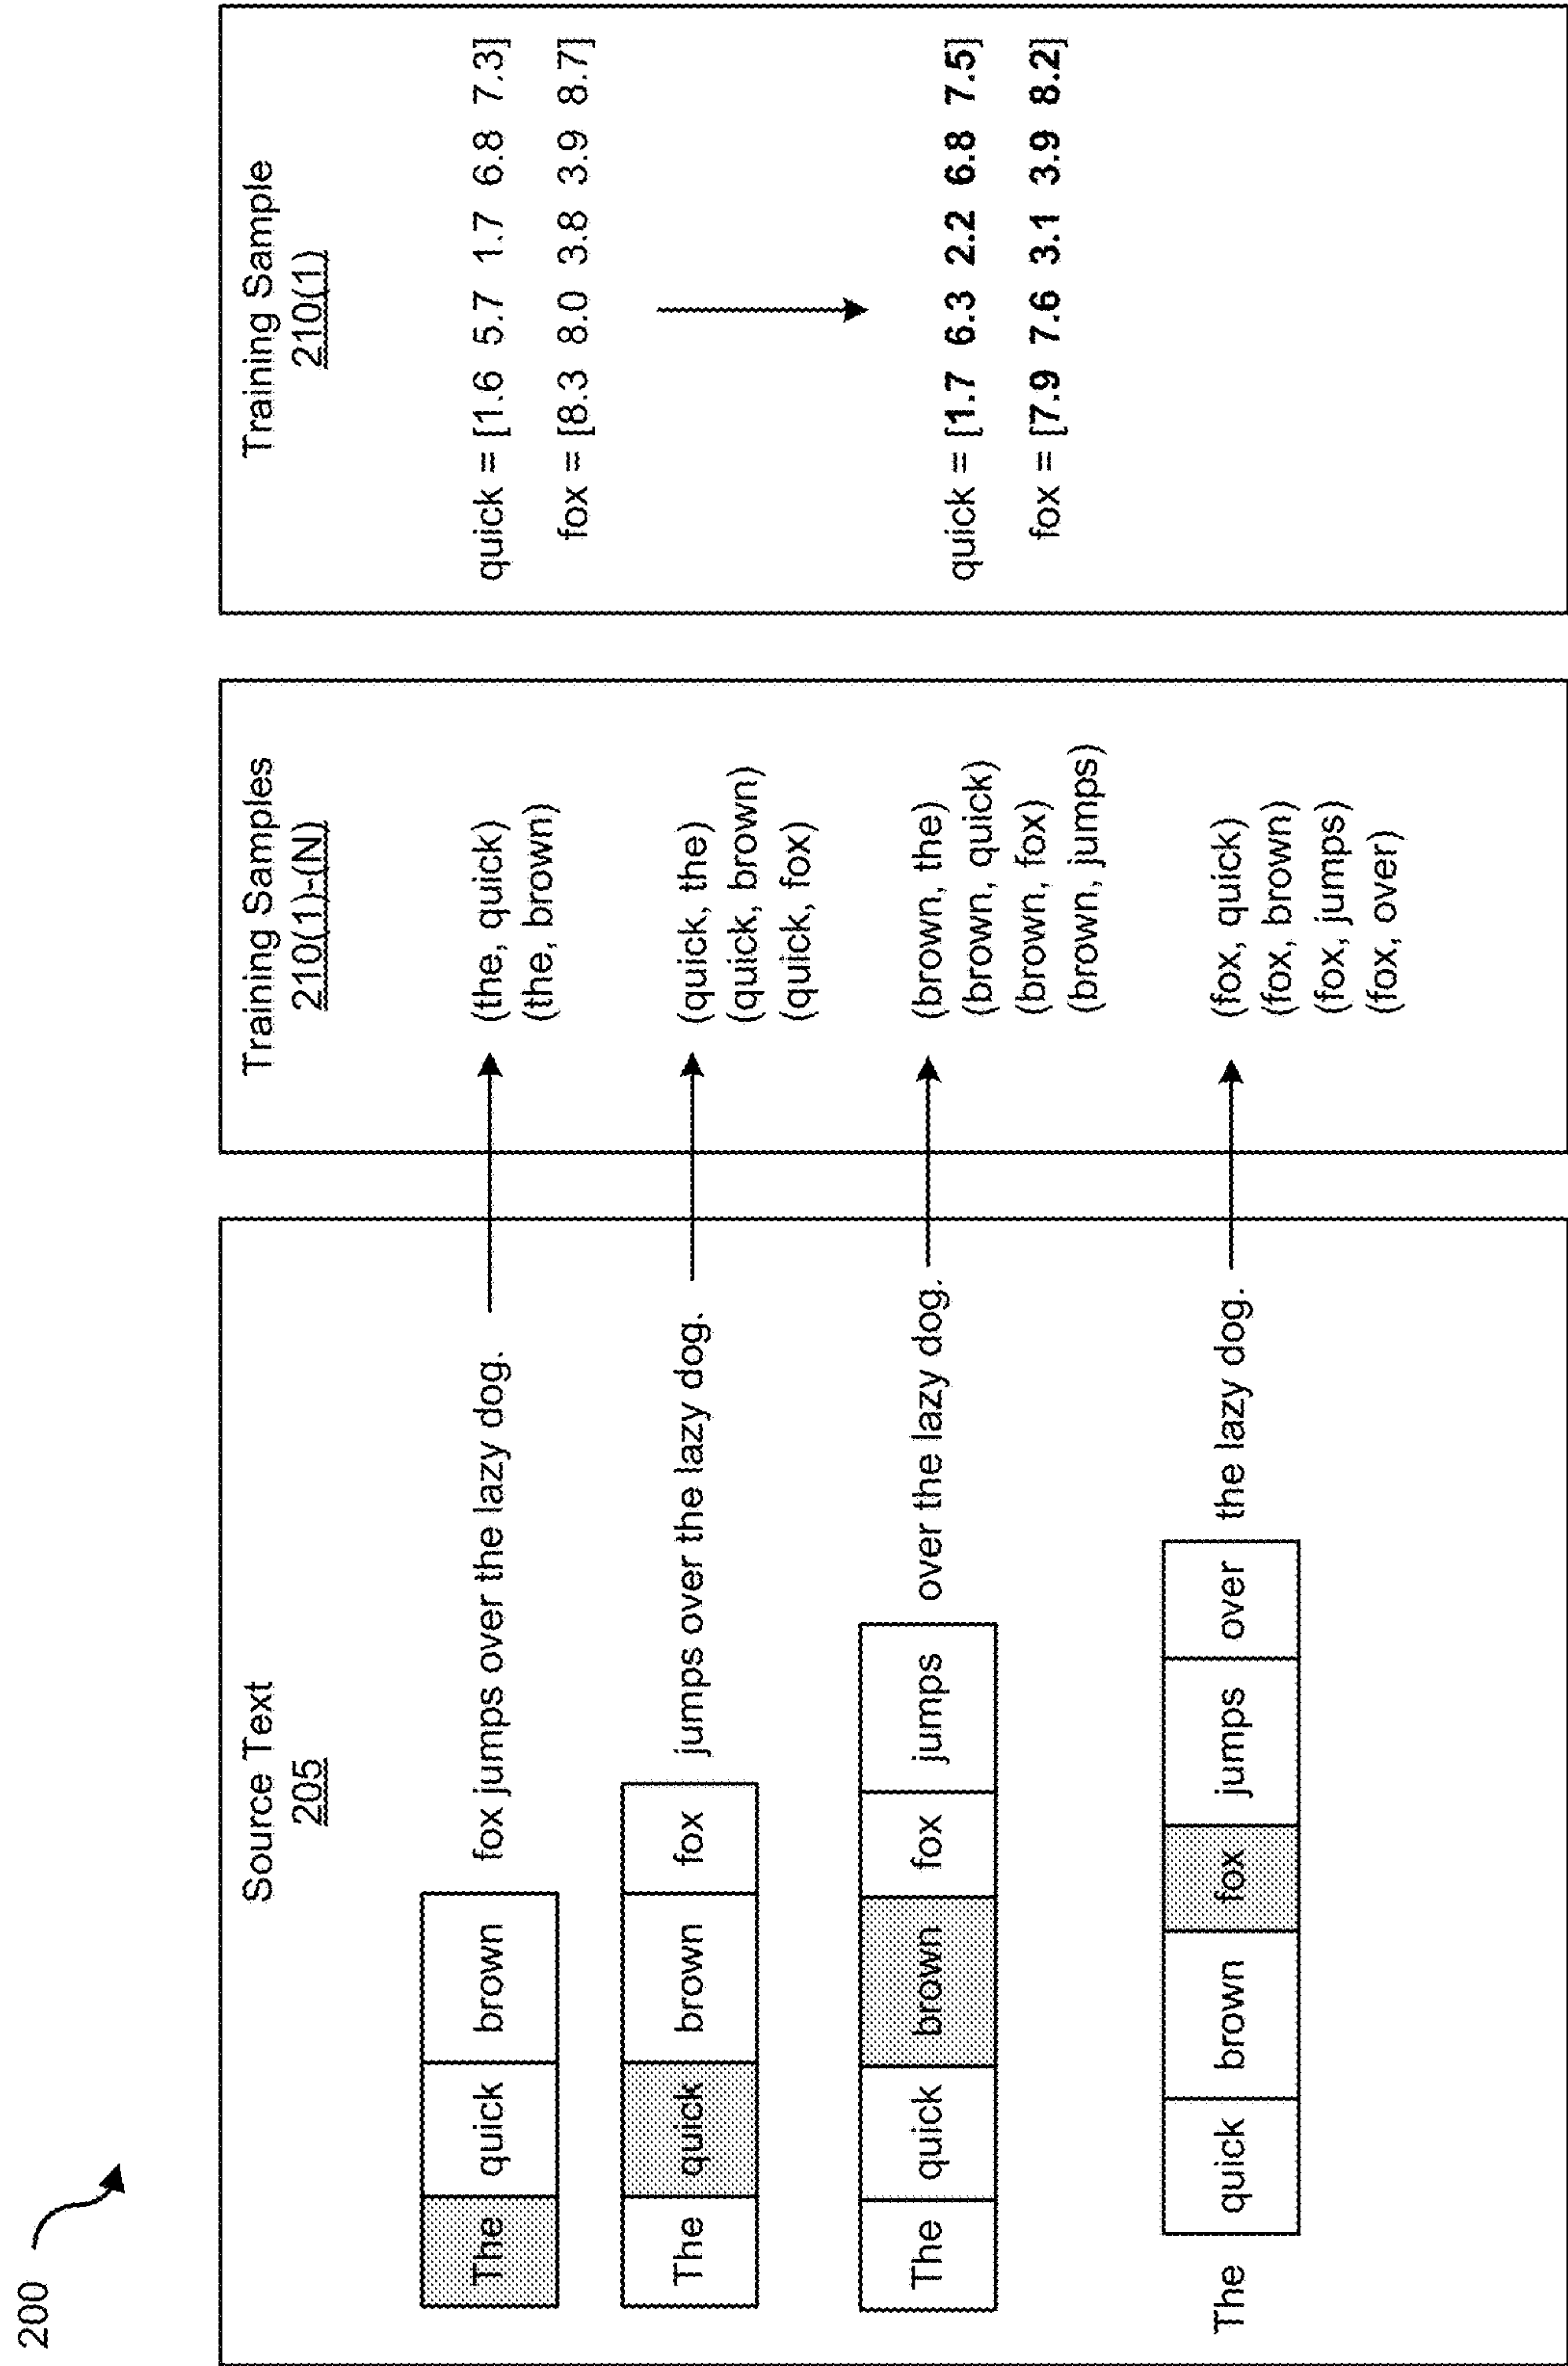 200
Source Text
205
The quick brown fox jumps over the lazy dog.
The quick brown fox jumps over the lazy dog.
The quick brown fox jumps over the lazy dog.
The quick brown fox jumps over the lazy dog.
Training Samples
210(1)-(N)
(the, quick)
(the, brown)
(quick, the)
(quick, brown)
(quick, fox)
(brown, the)
(brown, quick)
(brown, fox)
(brown, jumps)
(fox, quick)
(fox, brown)
(fox, jumps)
(fox, over)
Training Sample
210(1)
quick = [1.6 5.7 1.7 6.8 7.3]
fox = [8.3 8.0 3.8 3.9 8.7]
quick = [1.7 6.3 2.2 6.8 7.5]
fox = [7.9 7.6 3.1 3.9 8.2]